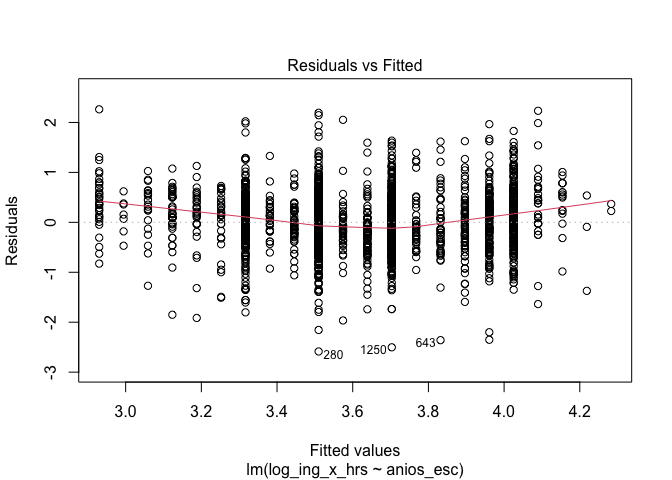 Residuals vs Fitted
Residuals
2
1
0
-1
-2
-3
280
1250
643
3.0 3.2 3.4 3.6 3.8 4.0 4.2
Fitted values
lm(log_ing_x_hrs ~ anios_esc)